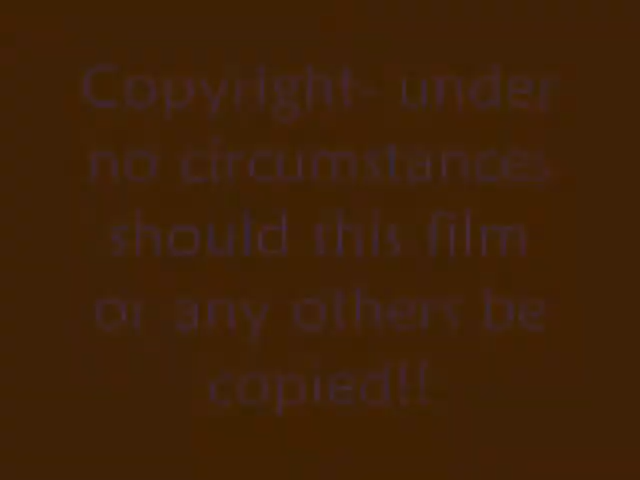 Copyright- under
no circumstances
should this film
or any others be
copied!!